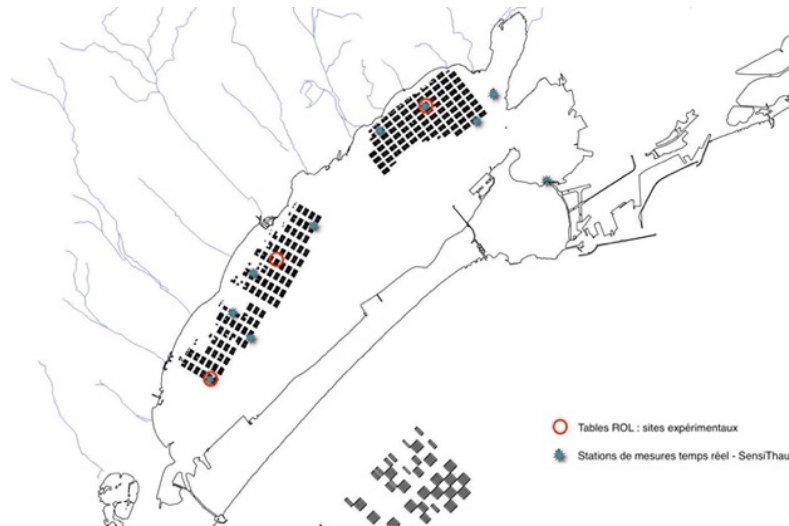 Tables ROL : sites expérimentaux
Stations de mesures temps réel - SensiThau